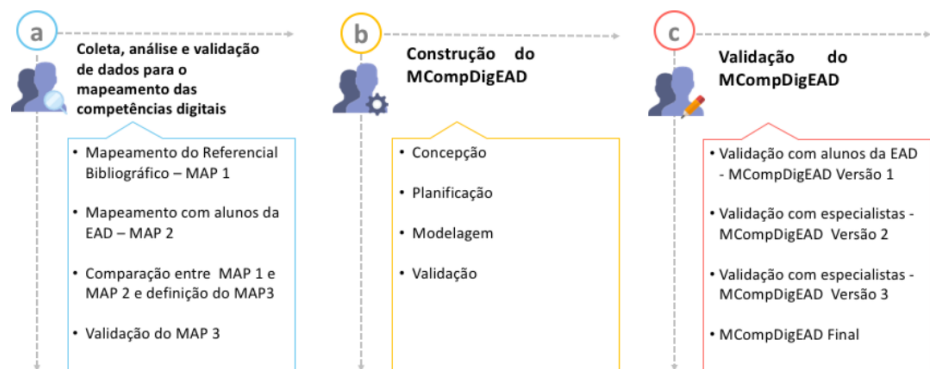 a
Coleta, análise e validação
de dados para o
mapeamento das
competências digitais
• Mapeamento do Referencial
Bibliográfico – MAP 1
• Mapeamento com alunos da
EAD – MAP 2
• Comparação entre MAP 1 e
MAP 2 e definição do MAP3
• Validação do MAP 3
b
Construção do
MCompDigEAD
• Concepção
• Planificação
• Modelagem
• Validação
c
Validação do
MCompDigEAD
• Validação com alunos da EAD
- MCompDigEAD Versão 1
• Validação com especialistas -
MCompDigEAD Versão 2
• Validação com especialistas -
MCompDigEAD Versão 3
• MCompDigEAD Final